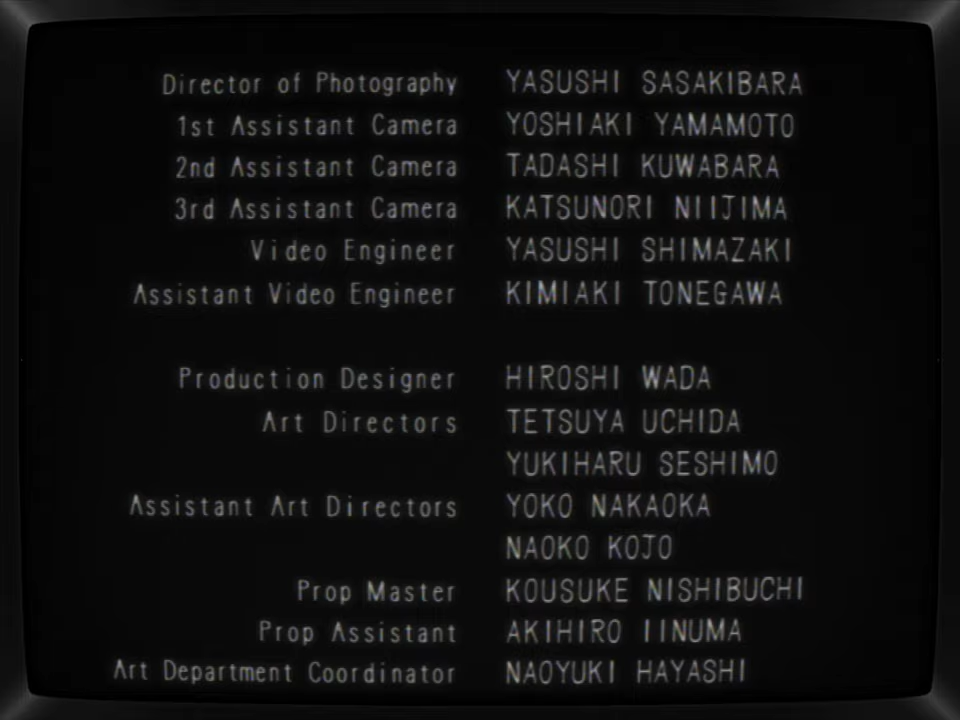 Director of Photography YASUSHI SASAKIBARA
1st Assistant Camera YOSHIAKI YAMAMOTO
2nd Assistant Camera TADASHI KUWABARA
3rd Assistant Camera KATSUNORI NIIJIMA
Video Engineer YASUSHI SHIMAZAKI
Assistant Video Engineer KIMIAKI TONEGAWA
Production Designer HIROSHI WADA
Art Directors TETSUYA UCHIDA
YUKIHARU SESHIMO
Assistant Art Directors YOKO NAKAOKA
NAOKO KOJO
Prop Master KOUSUKE NISHIBUCHI
Prop Assistant AKIHIRO IINUMA
Art Department Coordinator NAOYUKI HAYASHI